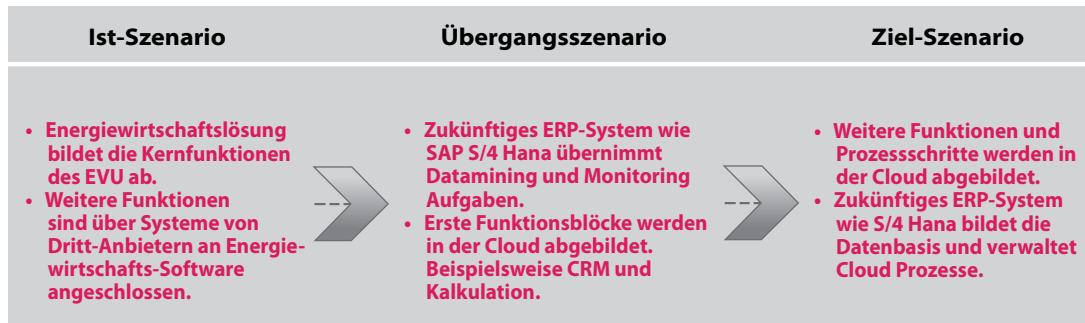 Ist-Szenario
Übergangsszenario
Ziel-Szenario
• Energiewirtschaftslösung
bildet die Kernfunktionen
des EVU ab.
• Weitere Funktionen
sind über Systeme von
Dritt-Anbietern an Energie-
wirtschafts-Software
angeschlossen.
• Zukünftiges ERP-System wie
SAP S/4 Hana übernimmt
Datamining und Monitoring
Aufgaben.
• Erste Funktionsblöcke werden
in der Cloud abgebildet.
Beispielsweise CRM und
Kalkulation.
• Weitere Funktionen und
Prozessschritte werden in
der Cloud abgebildet.
• Zukünftiges ERP-System
wie S/4 Hana bildet die
Datenbasis und verwaltet
Cloud Prozesse.